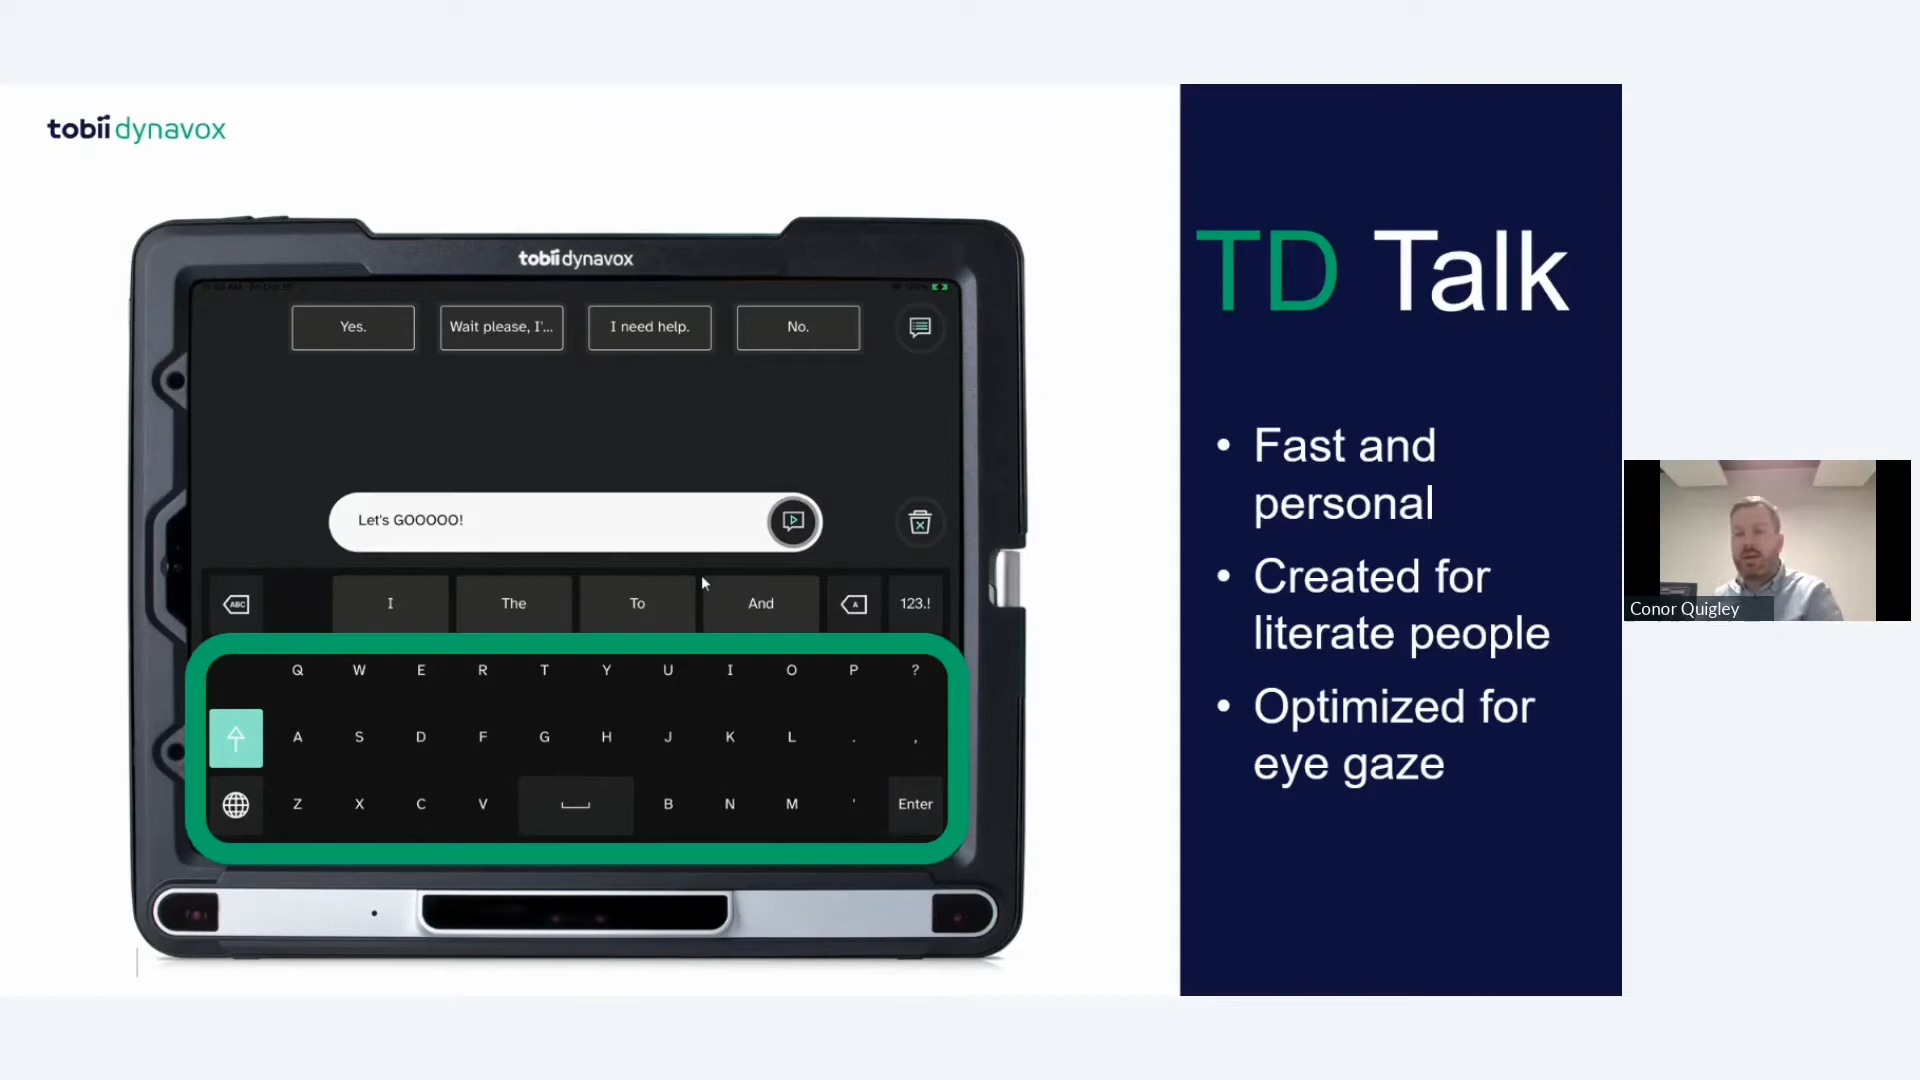 tobii dynavox
TD Talk
tobii dynavox
Yes.
Wait please, I'...
I need help.
No.
Let's GOOOOO!
ABC
I
The
To
And
A
123.!
Q W E R T Y U I O P ?
A S D F G H J K L . ,
Z X C V B N M ' Enter
• Fast and
personal
• Created for
literate people
• Optimized for
eye gaze
Conor Quigley